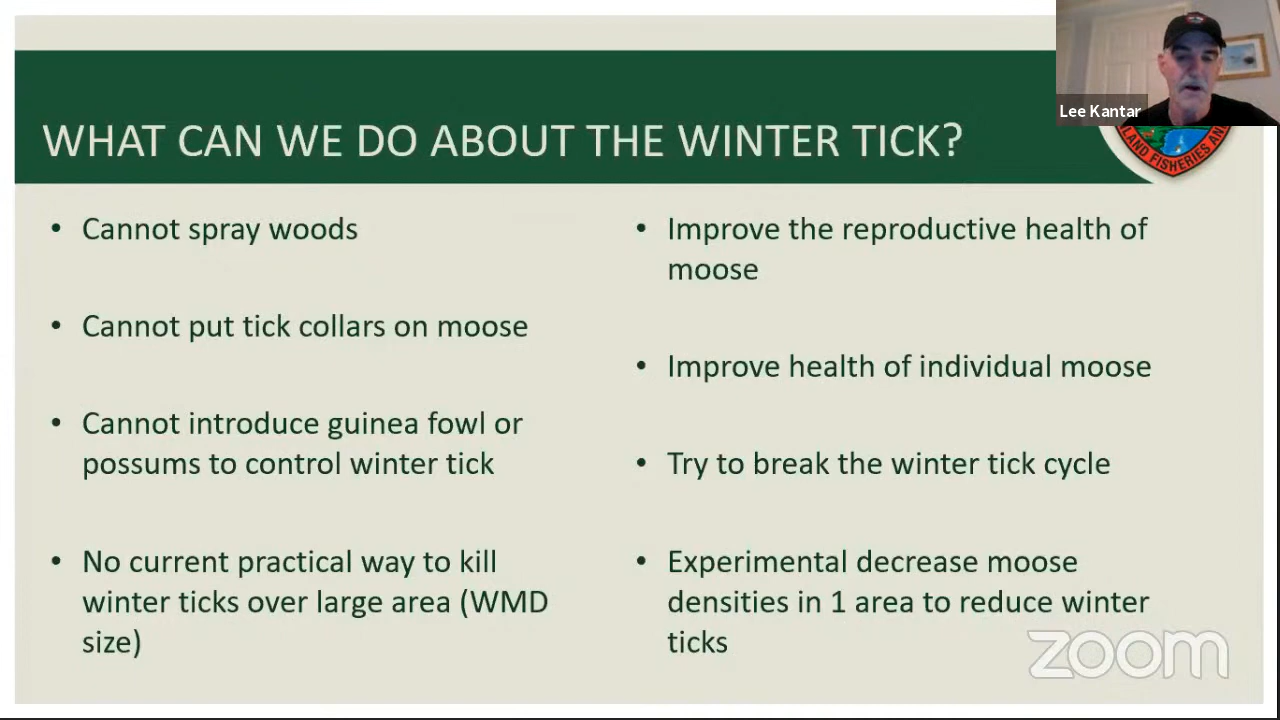 Lee Kantar
LAND FISHERIES AN
WHAT CAN WE DO ABOUT THE WINTER TICK?
• Cannot spray woods
• Cannot put tick collars on moose
• Cannot introduce guinea fowl or
possums to control winter tick
• No current practical way to kill
winter ticks over large area (WMD
size)
• Improve the reproductive health of
moose
• Improve health of individual moose
• Try to break the winter tick cycle
• Experimental decrease moose
densities in 1 area to reduce winter
ticks
zoom